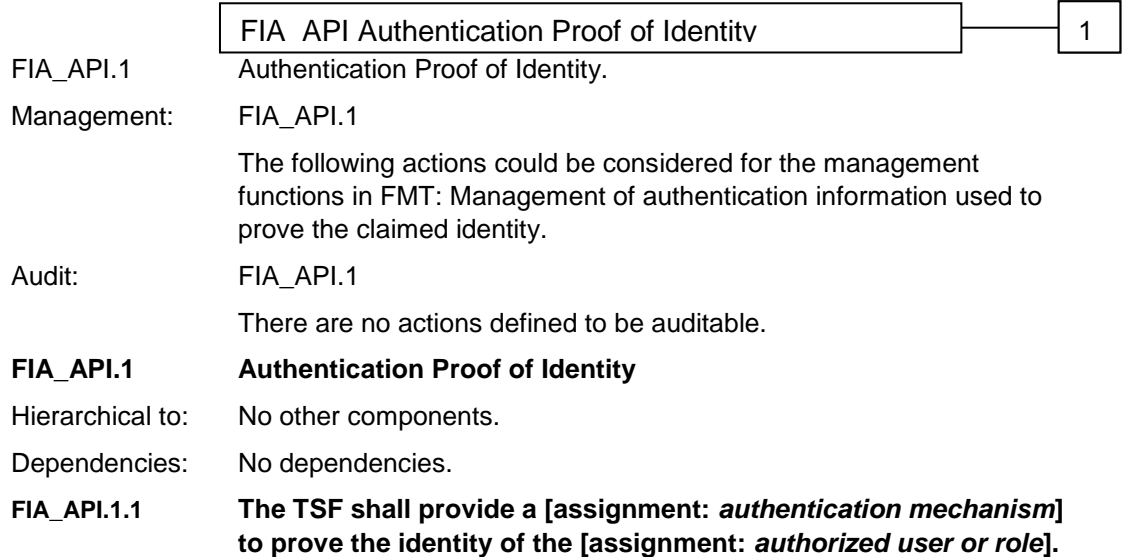 FIA_API Authentication Proof of Identity 1
FIA_API.1 Authentication Proof of Identity.
Management: FIA_API.1
The following actions could be considered for the management
functions in FMT: Management of authentication information used to
prove the claimed identity.
Audit: FIA_API.1
There are no actions defined to be auditable.
FIA_API.1 Authentication Proof of Identity
Hierarchical to: No other components.
Dependencies: No dependencies.
FIA_API.1.1 The TSF shall provide a [assignment: authentication mechanism]
to prove the identity of the [assignment: authorized user or role].